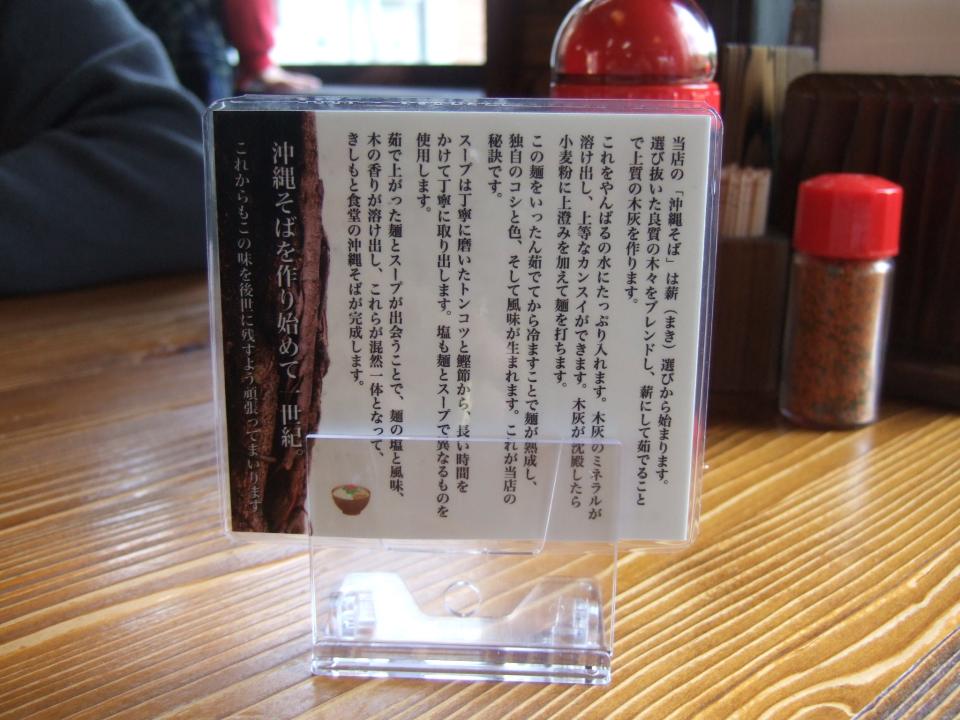 当店の「沖縄そば」は薪（まき）選びから始まります。
選び抜いた良質の木々をブレンドし、薪にして茹でること
で上質の木灰を作ります。
これをやんばるの水にたっぷり入れます。木灰のミネラルが
溶け出し、上等なカンスイができます。木灰が沈殿したら
小麦粉に上澄みを加えて麺を打ちます。
この麺をいったん茹でてから冷ますことで麺が熟成し、
独自のコシと色、そして風味が生まれます。これが当店の
秘訣です。
スープは丁寧に磨いたトンコツと鰹節から、長い時間を
かけて丁寧に取り出します。塩も麺とスープで異なるものを
使用します。
茹で上がった麺とスープが出会うことで、麺の塩と風味、
木の香りが溶け出し、これらが混然一体となって、
きしもと食堂の沖縄そばが完成します。
沖縄そばを作り始めて一世紀。
これからもこの味を後世に残すよう頑張ってまいります